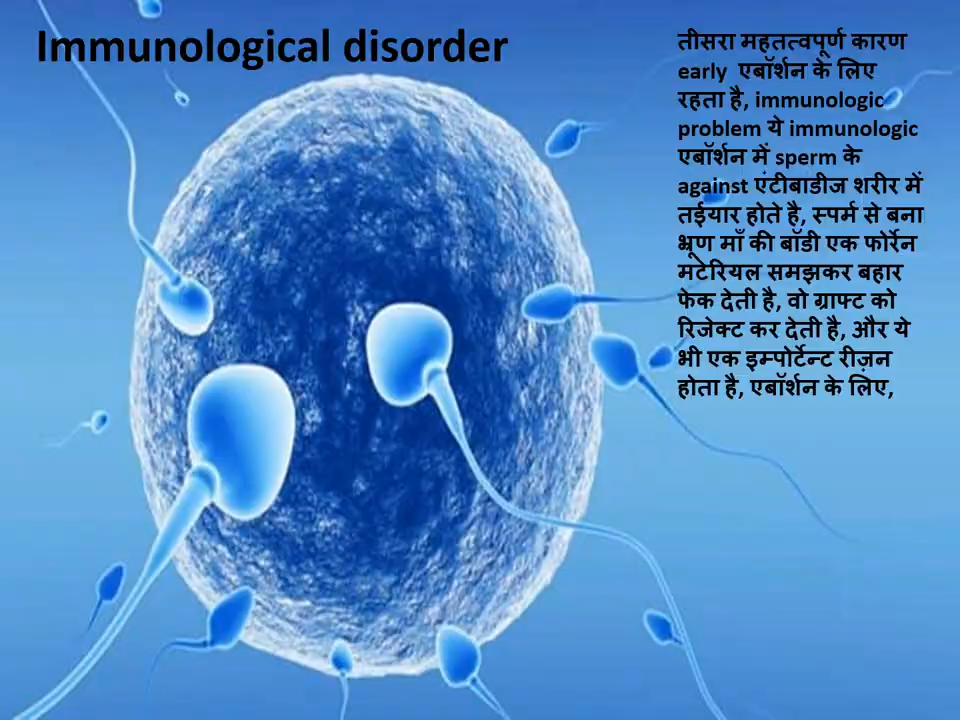 Immunological disorder
तीसरा महतत्वपूर्ण कारण
early एबॉर्शन के लिए
रहता है, immunologic
problem ये immunologic
एबॉर्शन में sperm के
against एंटीबाडीज शरीर में
तईयार होते है, स्पर्म से बना
भ्रूण माँ की बॉडी एक फोर्रेन
मटेरियल समझकर बहार
फेक देती है, वो ग्राफ्ट को
रिजेक्ट कर देती है, और ये
भी एक इम्पोर्टेन्ट रीज़न
होता है, एबॉर्शन के लिए,